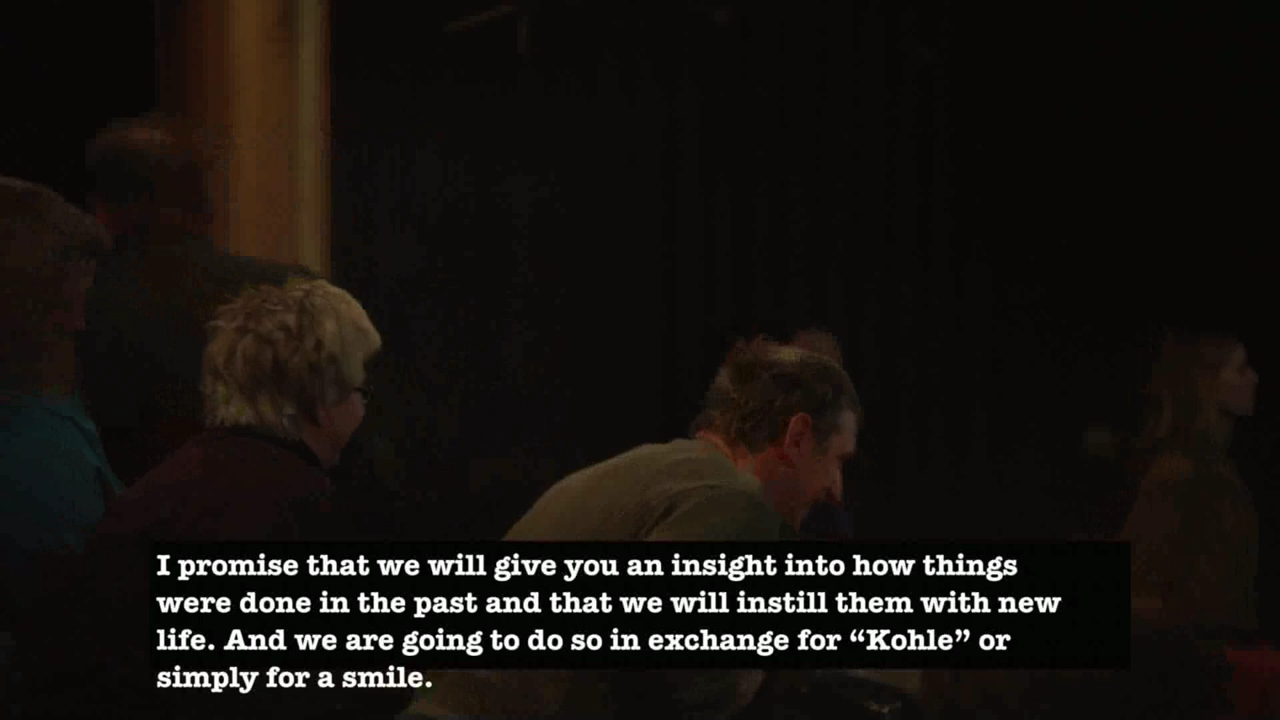 I promise that we will give you an insight into how things
were done in the past and that we will instill them with new
life. And we are going to do so in exchange for “Kohle” or
simply for a smile.